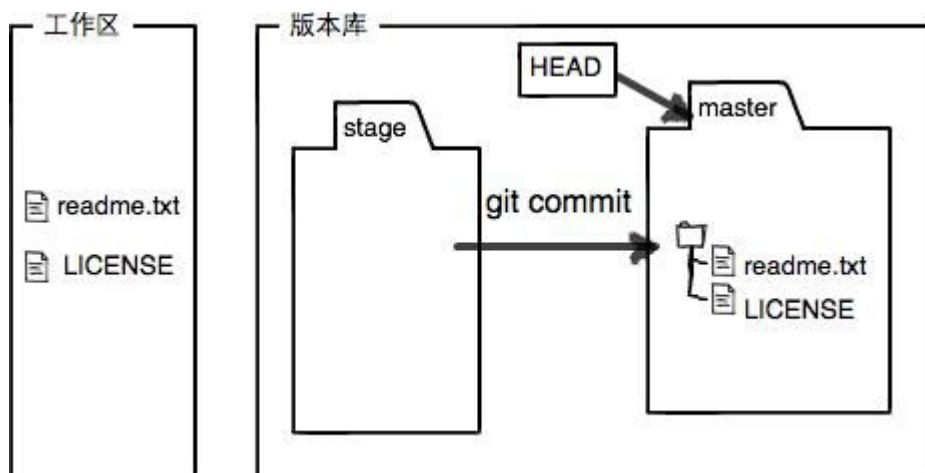 工作区
版本库
HEAD
stage
master
readme.txt
git commit
LICENSE
readme.txt
LICENSE